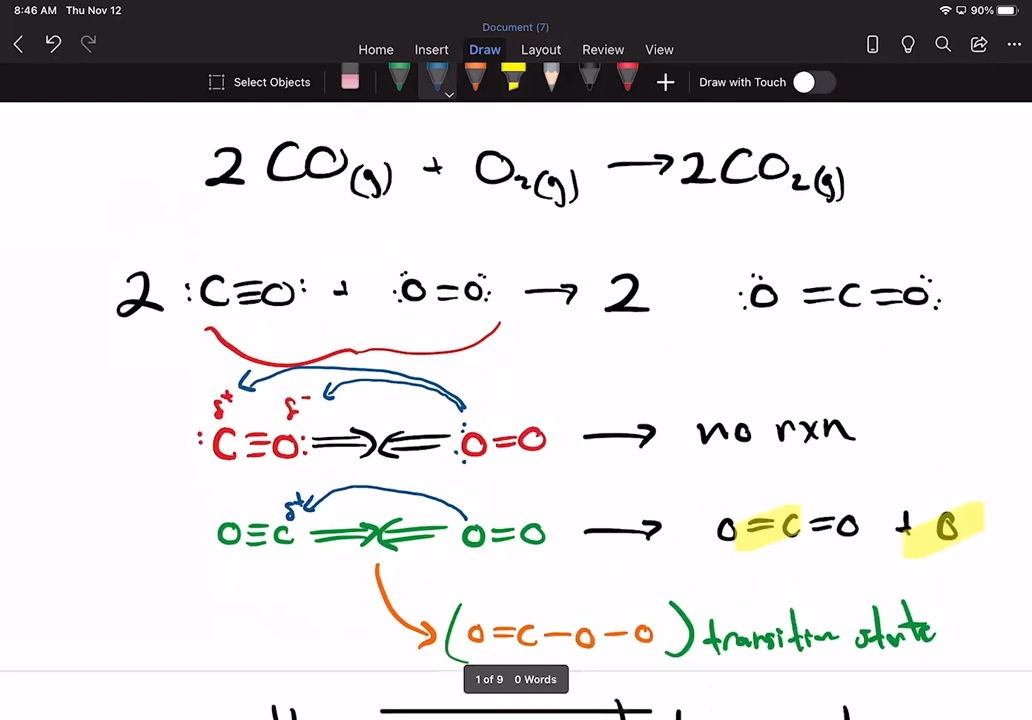 8:46 AM Thu Nov 12 90%
Document (7)
Home Insert Draw Layout Review View
Select Objects Draw with Touch
2 CO(g) + O₂(g) → 2CO₂(g)
2 :C≡O: + :Ö=Ö: → 2 :Ö=C=Ö:
δ⁺ δ⁻
:C≡O: ⇒ ⇐ :Ö=O → no rxn
δ⁺
O≡C ⇒ ⇐ O=O → O=C=O + O
(O=C-O-O) transition state
1 of 9 0 Words